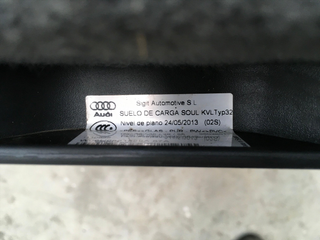 Sigit Automotive S.L
SUELO DE CARGA SOUL KVLTyp32
Audi
Nivel de plano 24/05/2013 (02S)